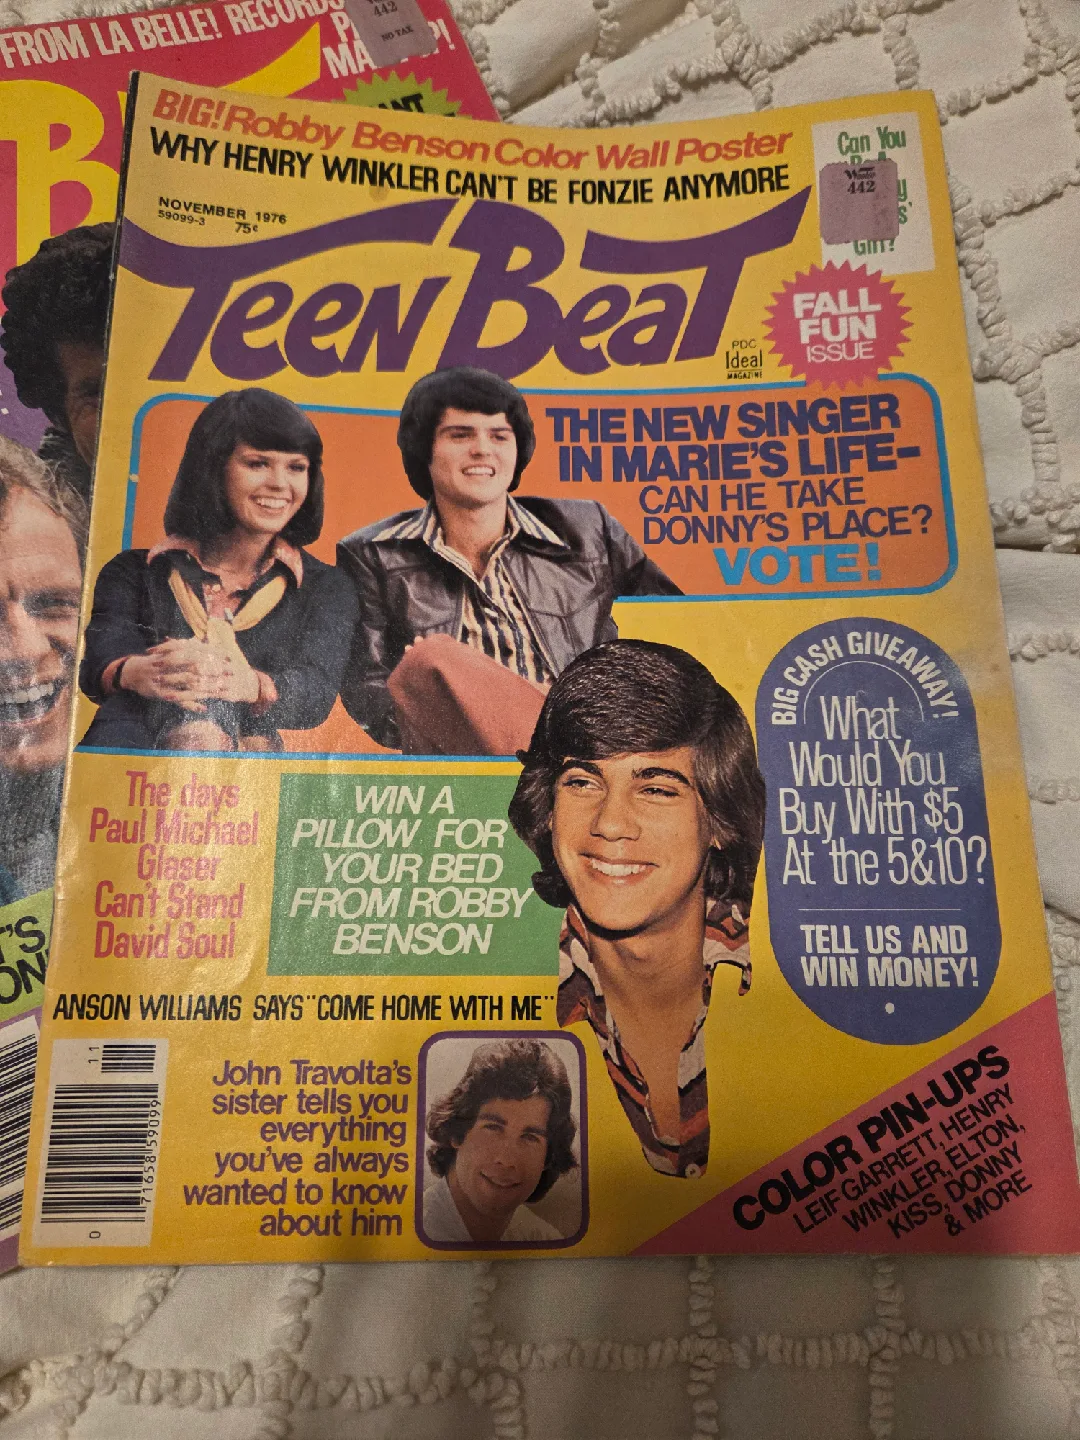 FROM LA BELLE! RECORDS
442
NO TAX
BIG! Robby Benson Color Wall Poster
WHY HENRY WINKLER CAN'T BE FONZIE ANYMORE
Can You
442
Girl?
NOVEMBER 1976
59099-3 75¢
TEEN BEAT
PDC
Ideal
MAGAZINE
FALL
FUN
ISSUE
THE NEW SINGER
IN MARIE'S LIFE–
CAN HE TAKE
DONNY'S PLACE?
VOTE!
BIG CASH GIVEAWAY!
What
Would You
Buy With $5
At the 5&10?
TELL US AND
WIN MONEY!
The days
Paul Michael
Glaser
Can't Stand
David Soul
WIN A
PILLOW FOR
YOUR BED
FROM ROBBY
BENSON
ANSON WILLIAMS SAYS "COME HOME WITH ME"
John Travolta's
sister tells you
everything
you've always
wanted to know
about him
COLOR PIN-UPS
LEIF GARRETT, HENRY
WINKLER, ELTON,
KISS, DONNY
& MORE
11
0
71658 59099